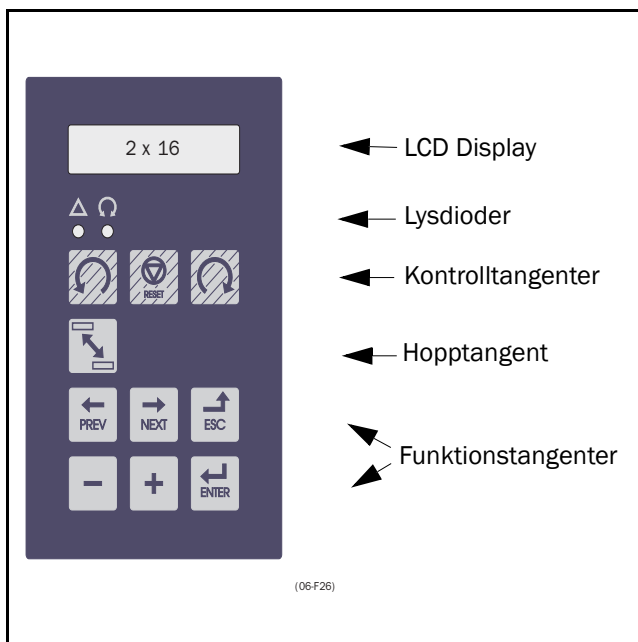 2 x 16
LCD Display
Lysdioder
RESET
Kontrolltangenter
Hopptangent
PREV NEXT ESC
Funktionstangenter
- + ENTER
(06-F26)